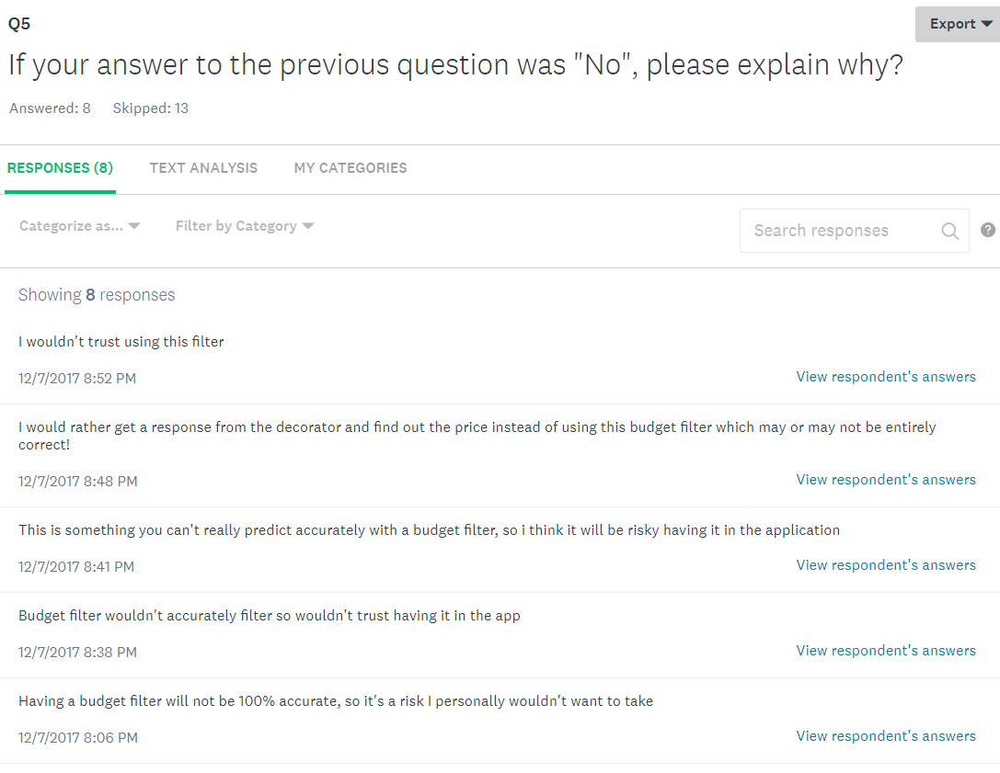 Q5
Export
If your answer to the previous question was "No", please explain why?
Answered: 8 Skipped: 13
RESPONSES (8) TEXT ANALYSIS MY CATEGORIES
Categorize as... Filter by Category Search responses ?
Showing 8 responses
I wouldn't trust using this filter
12/7/2017 8:52 PM View respondent's answers
I would rather get a response from the decorator and find out the price instead of using this budget filter which may or may not be entirely
correct!
12/7/2017 8:48 PM View respondent's answers
This is something you can't really predict accurately with a budget filter, so i think it will be risky having it in the application
12/7/2017 8:41 PM View respondent's answers
Budget filter wouldn't accurately filter so wouldn't trust having it in the app
12/7/2017 8:38 PM View respondent's answers
Having a budget filter will not be 100% accurate, so it's a risk I personally wouldn't want to take
12/7/2017 8:06 PM View respondent's answers